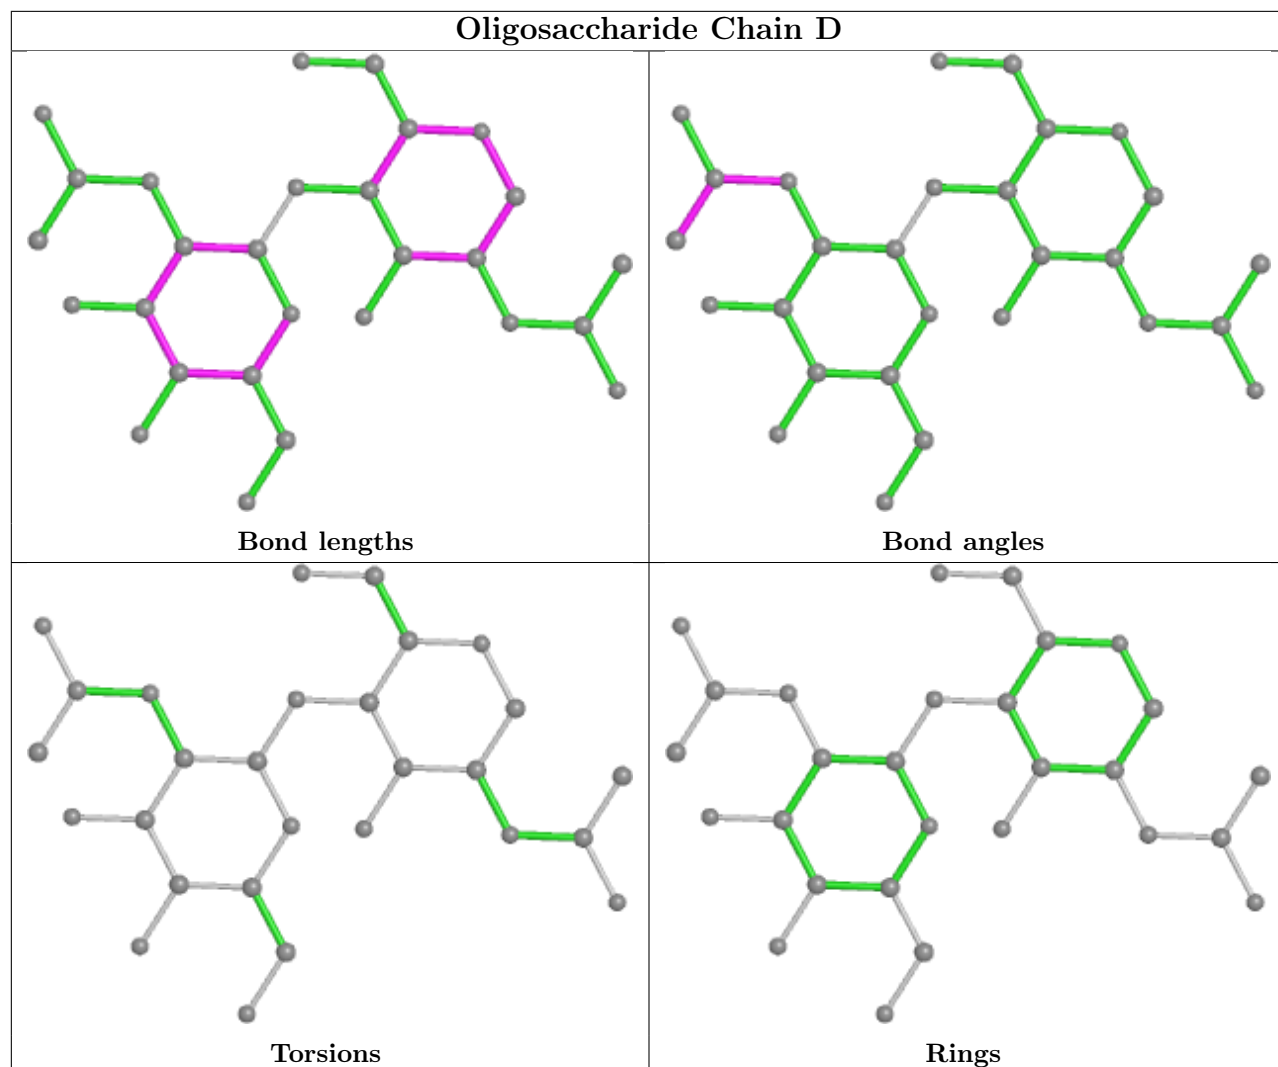 Oligosaccharide Chain D
Bond lengths
Bond angles
Torsions
Rings